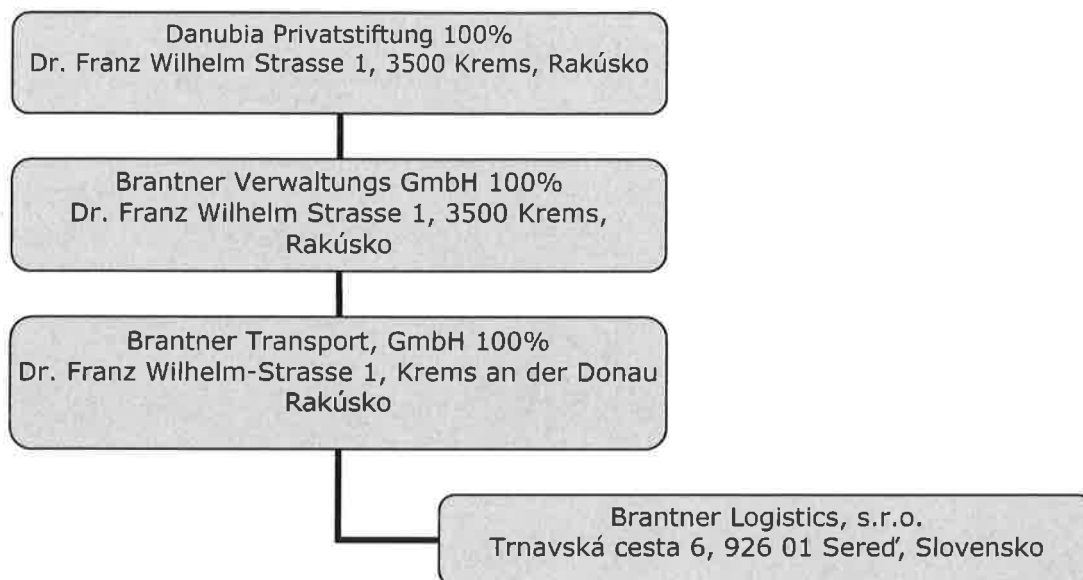 Danubia Privatstiftung 100%
Dr. Franz Wilhelm Strasse 1, 3500 Krems, Rakúsko
Brantner Verwaltungs GmbH 100%
Dr. Franz Wilhelm Strasse 1, 3500 Krems,
Rakúsko
Brantner Transport, GmbH 100%
Dr. Franz Wilhelm-Strasse 1, Krems an der Donau
Rakúsko
Brantner Logistics, s.r.o.
Trnavská cesta 6, 926 01 Sereď, Slovensko